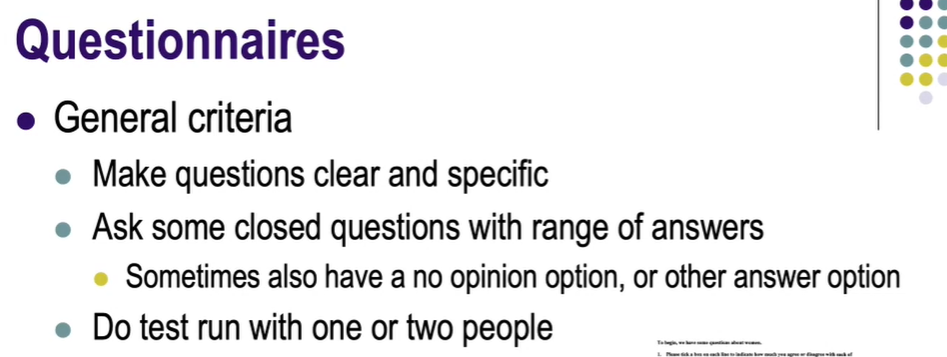 Questionnaires
General criteria
Make questions clear and specific
Ask some closed questions with range of answers
Sometimes also have a no opinion option, or other answer option
Do test run with one or two people
To begin, we have some questions about women.
1. Please tick a box on each line to indicate how much you agree or disagree with each of